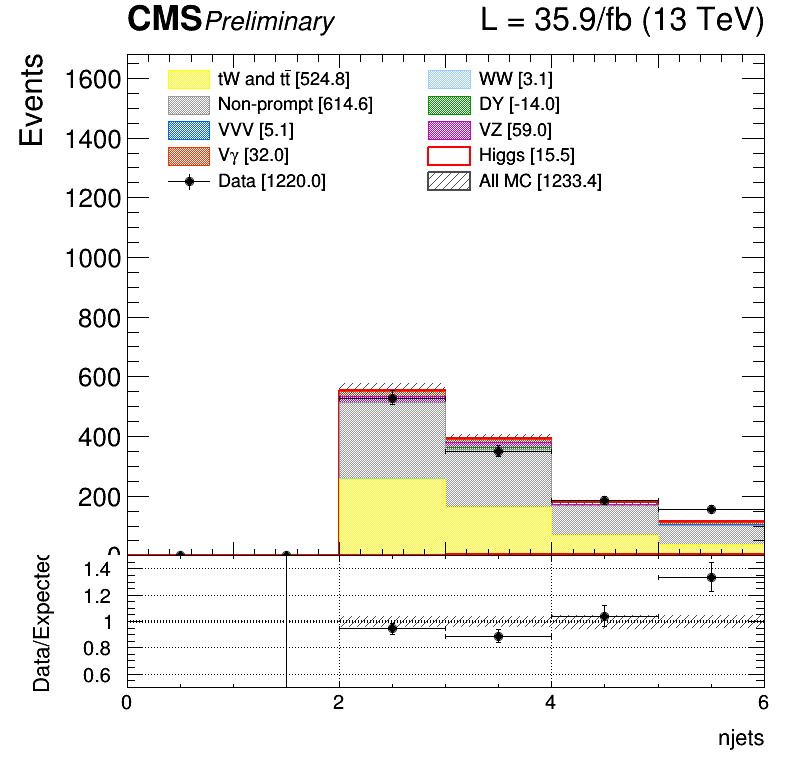 CMS Preliminary L = 35.9/fb (13 TeV)
Events
1600
1400
1200
1000
800
600
400
200
0
tW and tt̄ [524.8]
Non-prompt [614.6]
VVV [5.1]
Vγ [32.0]
Data [1220.0]
WW [3.1]
DY [-14.0]
VZ [59.0]
Higgs [15.5]
All MC [1233.4]
Data/Expected
1.4
1.2
1
0.8
0.6
0 2 4 6
njets